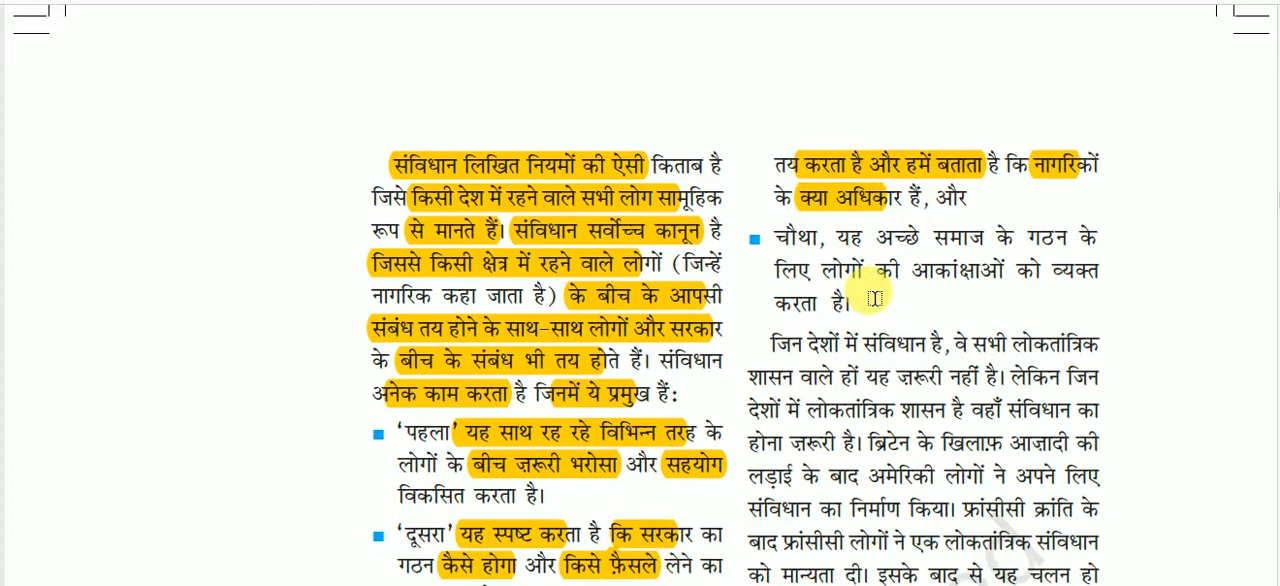 संविधान लिखित नियमों की ऐसी किताब है
जिसे किसी देश में रहने वाले सभी लोग सामूहिक
रूप से मानते हैं। संविधान सर्वोच्च कानून है
जिससे किसी क्षेत्र में रहने वाले लोगों (जिन्हें
नागरिक कहा जाता है) के बीच के आपसी
संबंध तय होने के साथ-साथ लोगों और सरकार
के बीच के संबंध भी तय होते हैं। संविधान
अनेक काम करता है जिनमें ये प्रमुख हैं:
■ ‘पहला’ यह साथ रह रहे विभिन्न तरह के
लोगों के बीच ज़रूरी भरोसा और सहयोग
विकसित करता है।
■ ‘दूसरा’ यह स्पष्ट करता है कि सरकार का
गठन कैसे होगा और किसे फ़ैसले लेने का
तय करता है और हमें बताता है कि नागरिकों
के क्या अधिकार हैं, और
■ चौथा, यह अच्छे समाज के गठन के
लिए लोगों की आकांक्षाओं को व्यक्त
करता है।
जिन देशों में संविधान है, वे सभी लोकतांत्रिक
शासन वाले हों यह ज़रूरी नहीं है। लेकिन जिन
देशों में लोकतांत्रिक शासन है वहाँ संविधान का
होना ज़रूरी है। ब्रिटेन के खिलाफ़ आज़ादी की
लड़ाई के बाद अमेरिकी लोगों ने अपने लिए
संविधान का निर्माण किया। फ्रांसीसी क्रांति के
बाद फ्रांसीसी लोगों ने एक लोकतांत्रिक संविधान
को मान्यता दी। इसके बाद से यह चलन हो